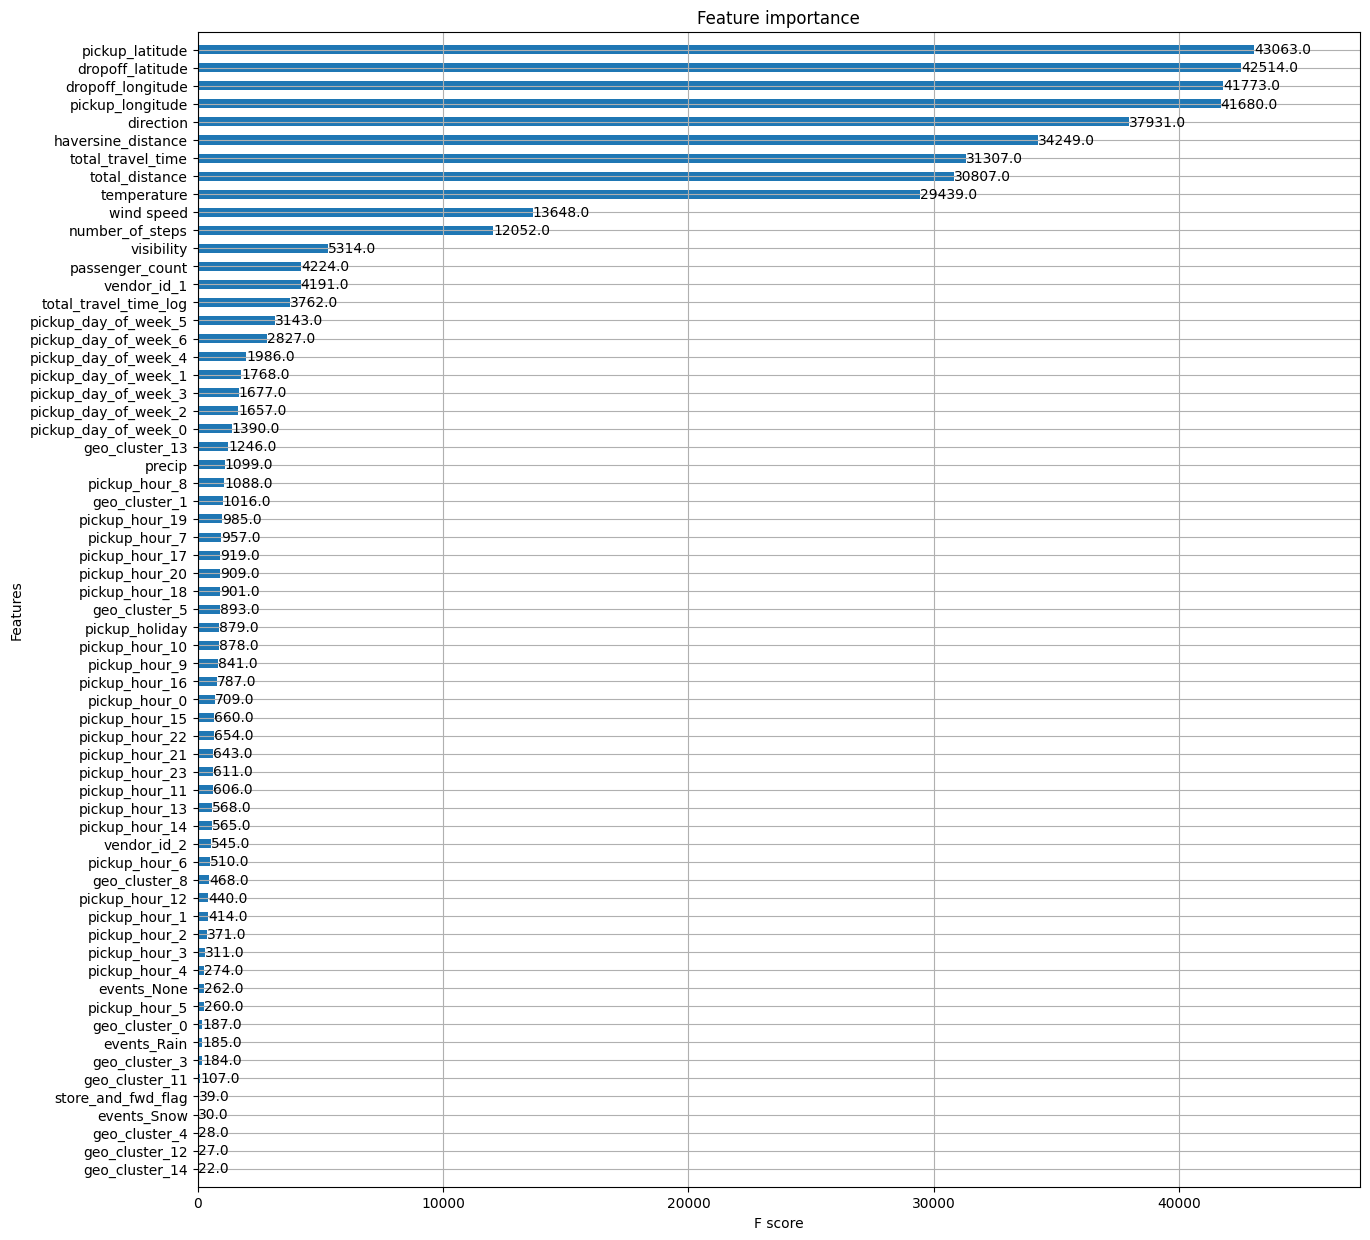 Feature importance
pickup_latitude 43063.0
dropoff_latitude 42514.0
dropoff_longitude 41773.0
pickup_longitude 41680.0
direction 37931.0
haversine_distance 34249.0
total_travel_time 31307.0
total_distance 30807.0
temperature 29439.0
wind speed 13648.0
number_of_steps 12052.0
visibility 5314.0
passenger_count 4224.0
vendor_id_1 4191.0
total_travel_time_log 3762.0
pickup_day_of_week_5 3143.0
pickup_day_of_week_6 2827.0
pickup_day_of_week_4 1986.0
pickup_day_of_week_1 1768.0
pickup_day_of_week_3 1677.0
pickup_day_of_week_2 1657.0
pickup_day_of_week_0 1390.0
geo_cluster_13 1246.0
precip 1099.0
pickup_hour_8 1088.0
geo_cluster_1 1016.0
pickup_hour_19 985.0
pickup_hour_7 957.0
pickup_hour_17 919.0
pickup_hour_20 909.0
pickup_hour_18 901.0
geo_cluster_5 893.0
pickup_holiday 879.0
pickup_hour_10 878.0
pickup_hour_9 841.0
pickup_hour_16 787.0
pickup_hour_0 709.0
pickup_hour_15 660.0
pickup_hour_22 654.0
pickup_hour_21 643.0
pickup_hour_23 611.0
pickup_hour_11 606.0
pickup_hour_13 568.0
pickup_hour_14 565.0
vendor_id_2 545.0
pickup_hour_6 510.0
geo_cluster_8 468.0
pickup_hour_12 440.0
pickup_hour_1 414.0
pickup_hour_2 371.0
pickup_hour_3 311.0
pickup_hour_4 274.0
events_None 262.0
pickup_hour_5 260.0
geo_cluster_0 187.0
events_Rain 185.0
geo_cluster_3 184.0
geo_cluster_11 107.0
store_and_fwd_flag 39.0
events_Snow 30.0
geo_cluster_4 28.0
geo_cluster_12 27.0
geo_cluster_14 22.0
Features
0 10000 20000 30000 40000
F score